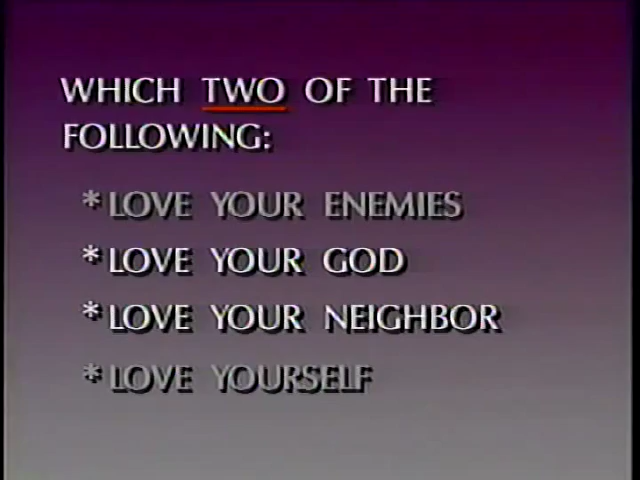 WHICH TWO OF THE
FOLLOWING:
* LOVE YOUR ENEMIES
* LOVE YOUR GOD
* LOVE YOUR NEIGHBOR
* LOVE YOURSELF